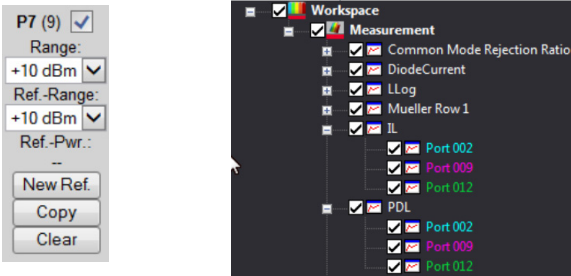 P7 (9)
Range:
+10 dBm
Ref.-Range:
+10 dBm
Ref.-Pwr.:
--
New Ref.
Copy
Clear
Workspace
Measurement
Common Mode Rejection Ratio
DiodeCurrent
LLog
Mueller Row 1
IL
Port 002
Port 009
Port 012
PDL
Port 002
Port 009
Port 012